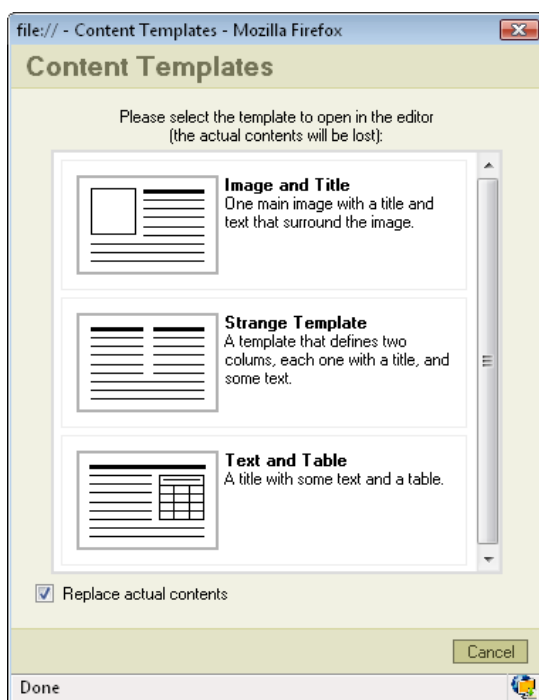 file:// - Content Templates - Mozilla Firefox
Content Templates
Please select the template to open in the editor
(the actual contents will be lost):
Image and Title
One main image with a title and
text that surround the image.
Strange Template
A template that defines two
colums, each one with a title, and
some text.
Text and Table
A title with some text and a table.
Replace actual contents
Cancel
Done